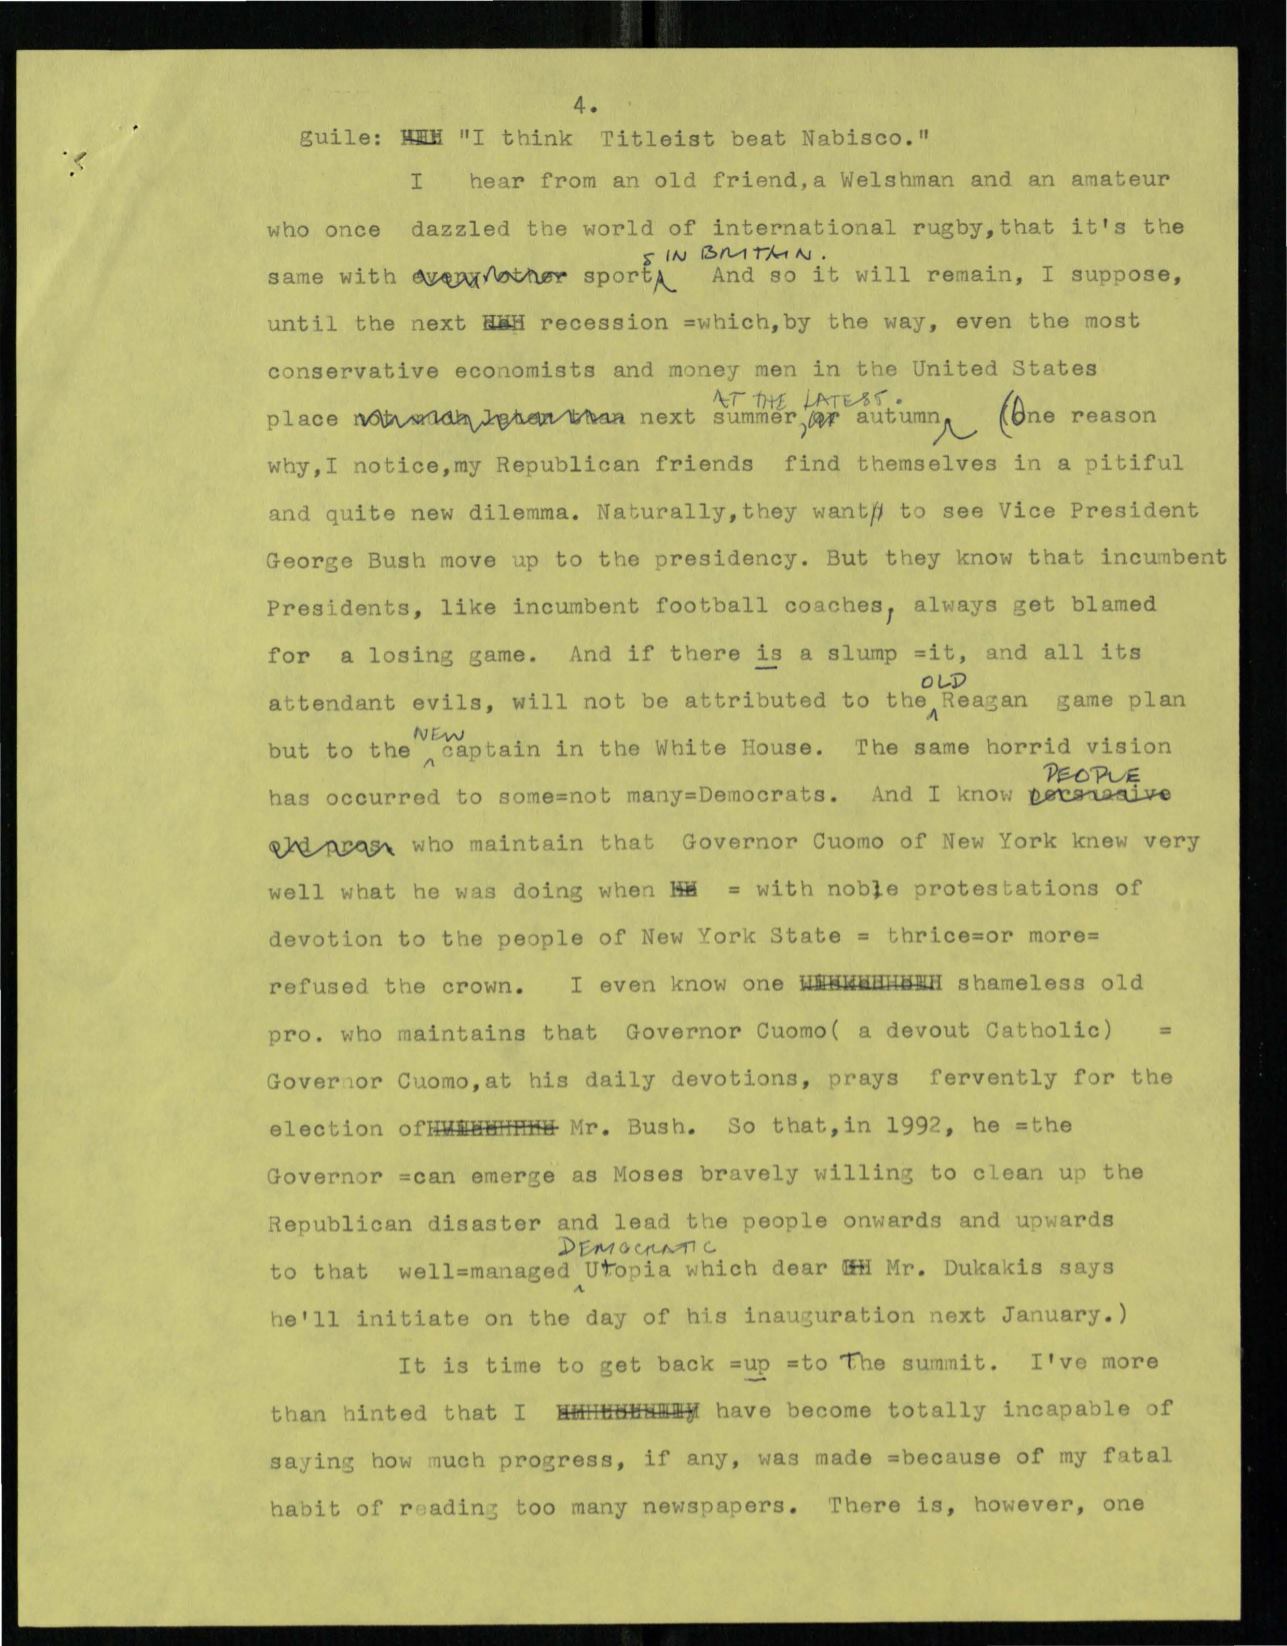 4.
guile: "I think Titleist beat Nabisco."
I hear from an old friend,a Welshman and an amateur
who once dazzled the world of international rugby,that it's the
S IN BRITAIN.
same with every other sport And so it will remain, I suppose,
until the next recession =which,by the way, even the most
conservative economists and money men in the United States
AT THE LATEST.
place not much later than next summer, or autumn (One reason
why,I notice,my Republican friends find themselves in a pitiful
and quite new dilemma. Naturally,they want to see Vice President
George Bush move up to the presidency. But they know that incumbent
Presidents, like incumbent football coaches, always get blamed
for a losing game. And if there is a slump =it, and all its
OLD
attendant evils, will not be attributed to the Reagan game plan
NEW
but to the captain in the White House. The same horrid vision
PEOPLE
has occurred to some=not many=Democrats. And I know persuasive
old pros. who maintain that Governor Cuomo of New York knew very
well what he was doing when = with noble protestations of
devotion to the people of New York State = thrice=or more=
refused the crown. I even know one shameless old
pro. who maintains that Governor Cuomo( a devout Catholic) =
Governor Cuomo,at his daily devotions, prays fervently for the
election of Mr. Bush. So that,in 1992, he =the
Governor =can emerge as Moses bravely willing to clean up the
Republican disaster and lead the people onwards and upwards
DEMOCRATIC
to that well=managed Utopia which dear Mr. Dukakis says
he'll initiate on the day of his inauguration next January.)
It is time to get back =up =to The summit. I've more
than hinted that I have become totally incapable of
saying how much progress, if any, was made =because of my fatal
habit of reading too many newspapers. There is, however, one